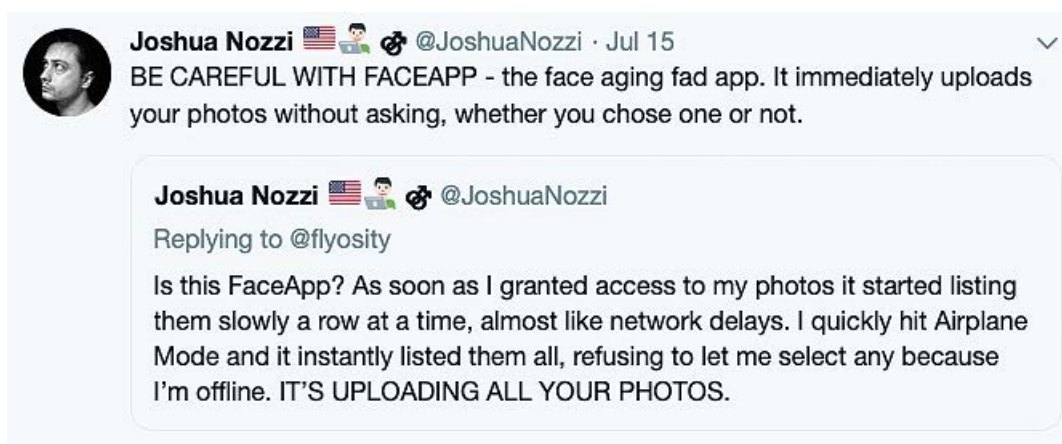 Joshua Nozzi 🇺🇸👨🏻‍💻⚣ @JoshuaNozzi · Jul 15
BE CAREFUL WITH FACEAPP - the face aging fad app. It immediately uploads
your photos without asking, whether you chose one or not.
Joshua Nozzi 🇺🇸👨🏻‍💻⚣ @JoshuaNozzi
Replying to @flyosity
Is this FaceApp? As soon as I granted access to my photos it started listing
them slowly a row at a time, almost like network delays. I quickly hit Airplane
Mode and it instantly listed them all, refusing to let me select any because
I’m offline. IT’S UPLOADING ALL YOUR PHOTOS.